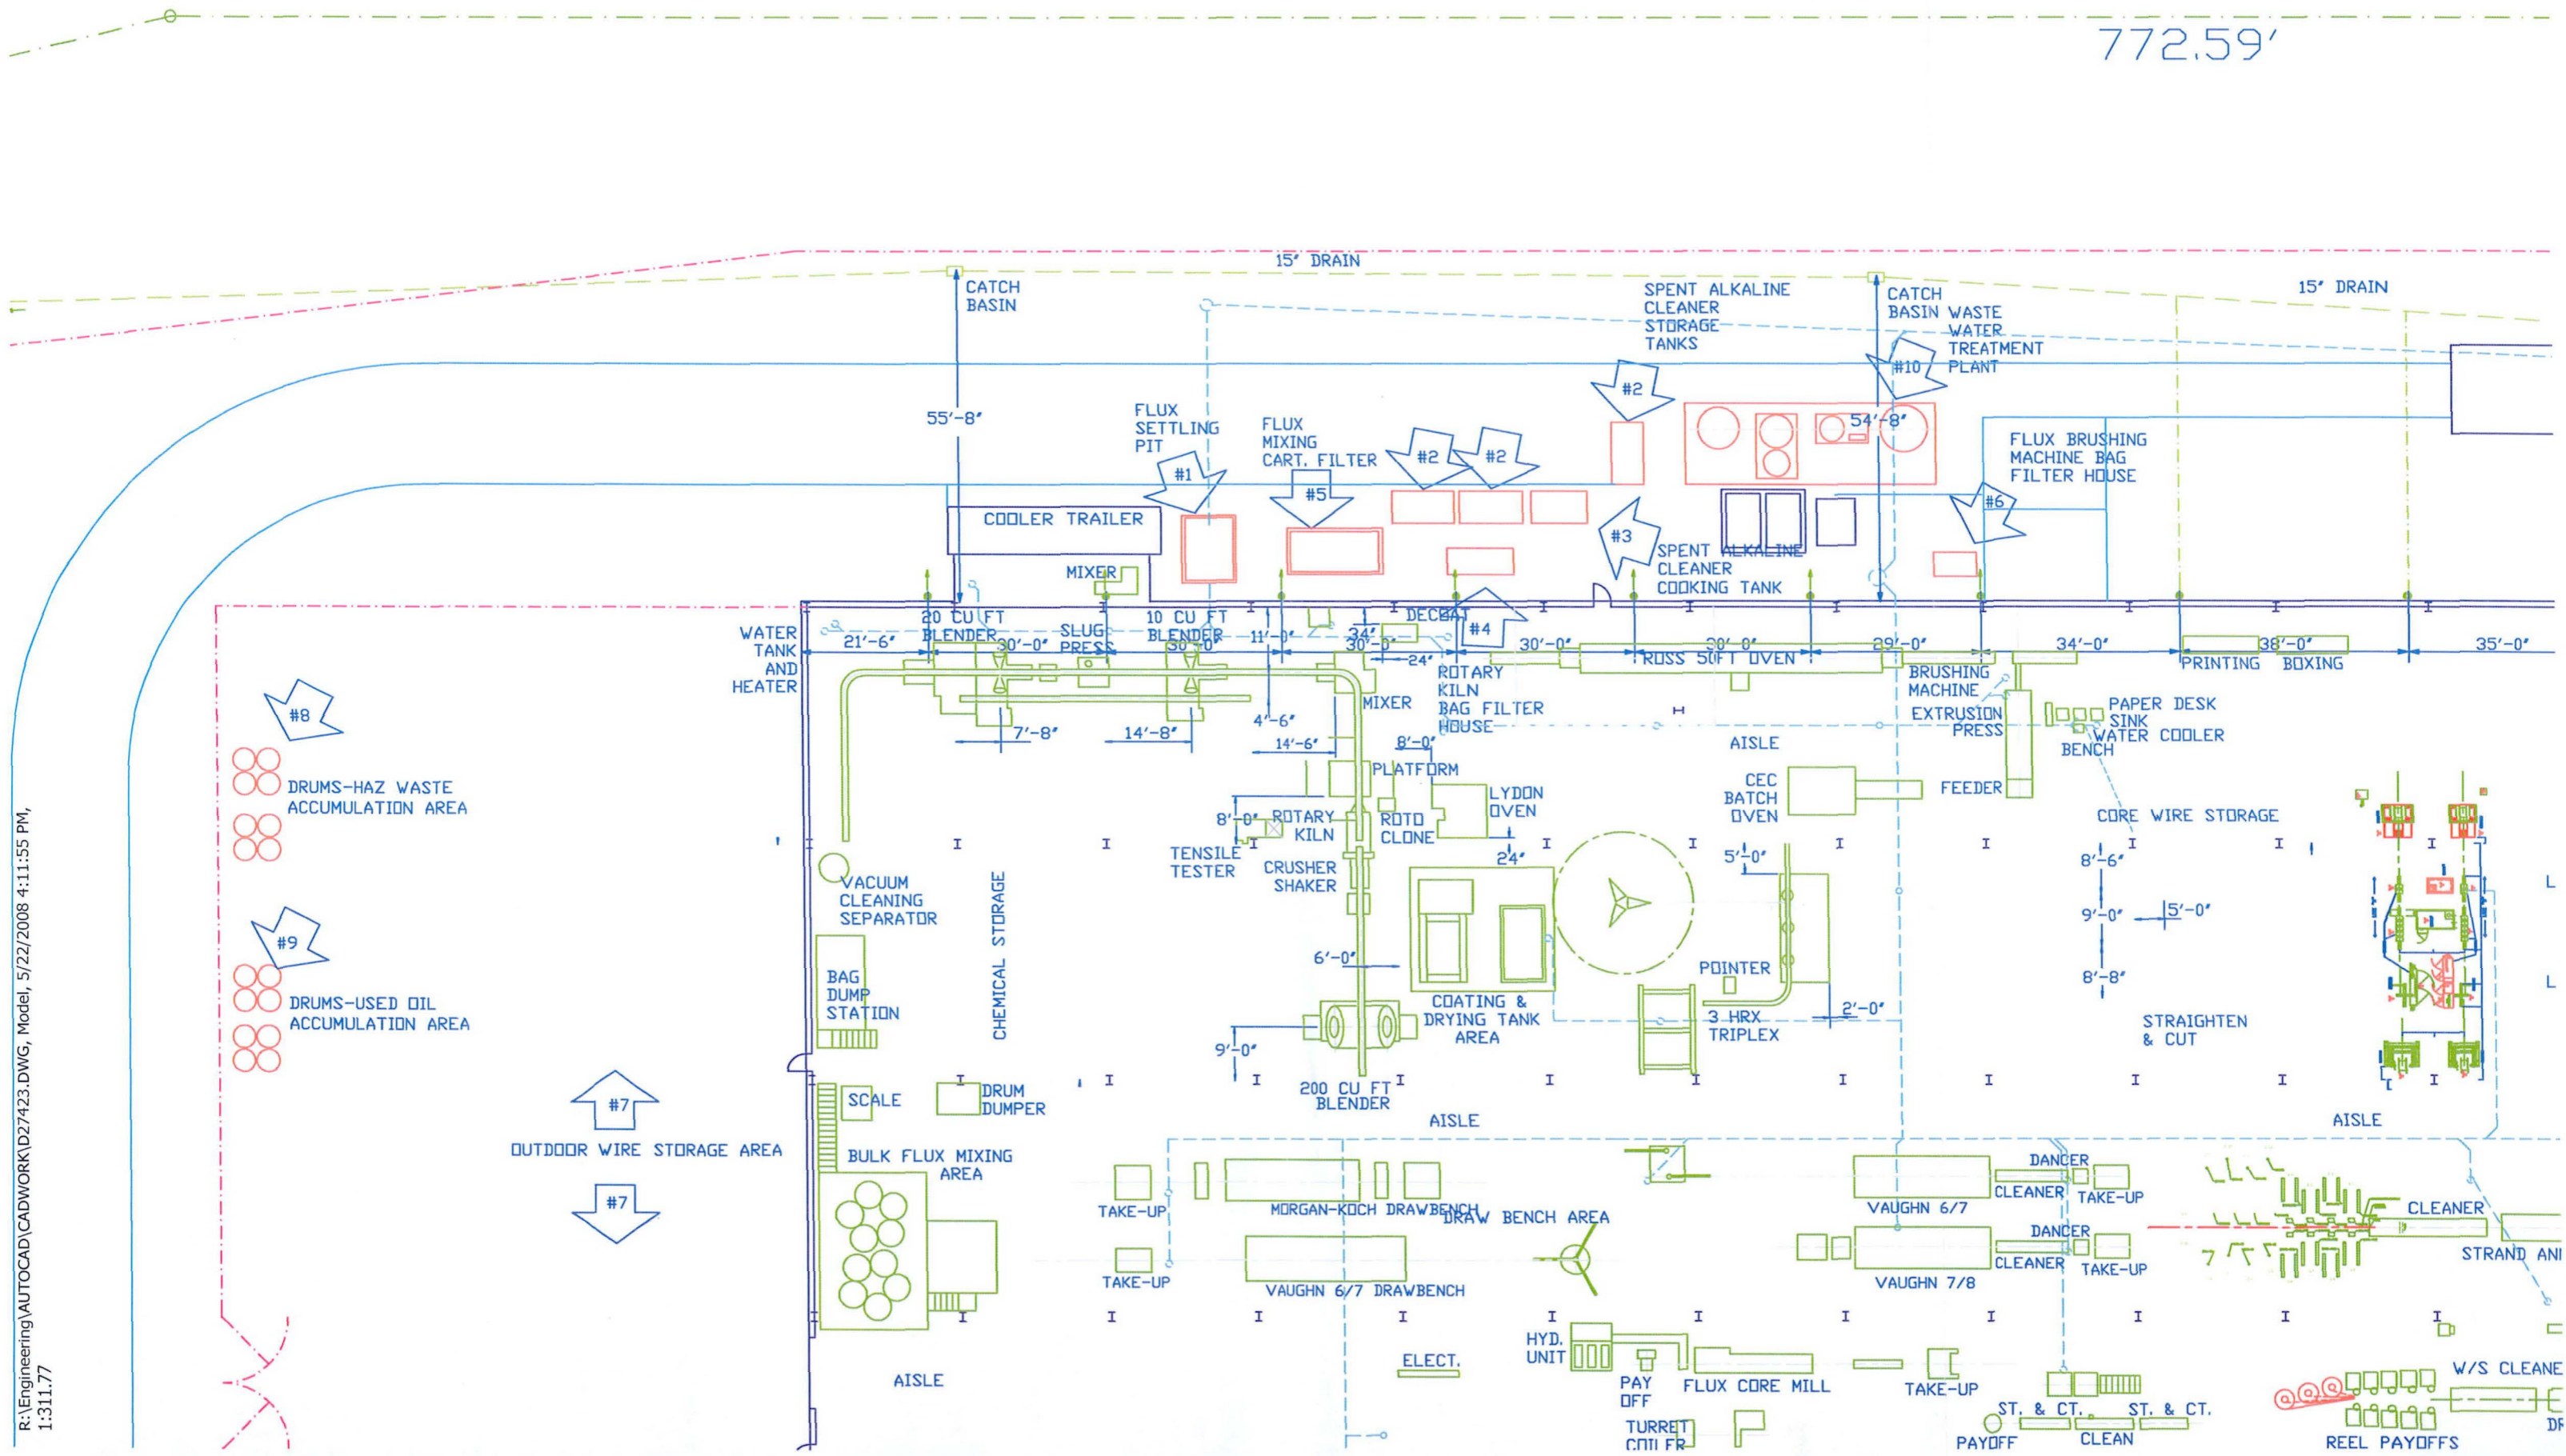 772.59'
15" DRAIN
CATCH
BASIN
SPENT ALKALINE
CLEANER
STORAGE
TANKS
CATCH
BASIN
WASTE
WATER
TREATMENT
PLANT
15" DRAIN
#10
#2
55'-8"
FLUX
SETTLING
PIT
FLUX
MIXING
CART. FILTER
#2
#2
54'-8"
FLUX BRUSHING
MACHINE BAG
FILTER HOUSE
#1
#5
#6
COOLER TRAILER
#3
SPENT ALKALINE
CLEANER
COOKING TANK
MIXER
WATER
TANK
AND
HEATER
20 CU FT
BLENDER
SLUG
PRESS
10 CU FT
BLENDER
DECOAT
#4
21'-6"
30'-0"
30'-0"
11'-0"
34"
30'-0"
24"
30'-0"
30'-0"
29'-0"
34'-0"
38'-0"
35'-0"
ROSS 50FT OVEN
PRINTING
BOXING
ROTARY
KILN
BAG FILTER
HOUSE
MIXER
BRUSHING
MACHINE
EXTRUSION
PRESS
PAPER DESK
SINK
WATER COOLER
BENCH
#8
7'-8"
14'-8"
4'-6"
14'-6"
8'-0"
AISLE
PLATFORM
CEC
BATCH
OVEN
FEEDER
DRUMS-HAZ WASTE
ACCUMULATION AREA
LYDON
OVEN
8'-0"
ROTARY
KILN
ROTO
CLONE
CORE WIRE STORAGE
TENSILE
TESTER
CRUSHER
SHAKER
24"
5'-0"
8'-6"
VACUUM
CLEANING
SEPARATOR
CHEMICAL STORAGE
9'-0"
5'-0"
L
#9
6'-0"
POINTER
8'-8"
L
BAG
DUMP
STATION
DRUMS-USED OIL
ACCUMULATION AREA
COATING &
DRYING TANK
AREA
3 HRX
TRIPLEX
2'-0"
STRAIGHTEN
& CUT
9'-0"
200 CU FT
BLENDER
SCALE
DRUM
DUMPER
#7
OUTDOOR WIRE STORAGE AREA
#7
AISLE
AISLE
BULK FLUX MIXING
AREA
TAKE-UP
MORGAN-KOCH DRAWBENCH
DRAW BENCH AREA
VAUGHN 6/7
DANCER
CLEANER
TAKE-UP
CLEANER
TAKE-UP
VAUGHN 6/7 DRAWBENCH
VAUGHN 7/8
DANCER
CLEANER
TAKE-UP
STRAND ANI
HYD.
UNIT
ELECT.
AISLE
PAY
OFF
FLUX CORE MILL
TAKE-UP
W/S CLEANE
TURRET
COILER
ST. & CT.
ST. & CT.
PAYOFF
CLEAN
REEL PAYOFFS
DR
R:\Engineering\AUTOCAD\CADWORK\D27423.DWG, Model, 5/22/2008 4:11:55 PM,
1:311.77